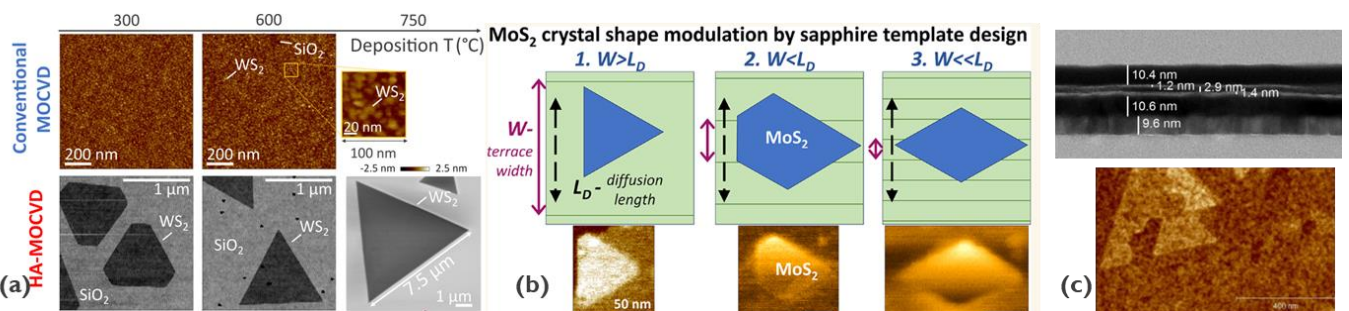 300 600 750
Deposition T (°C)
Conventional
MOCVD
SiO2
WS2
WS2
20 nm
100 nm
200 nm
200 nm
-2.5 nm 2.5 nm
HA-MOCVD
1 µm
1 µm
WS2
WS2
WS2
SiO2
SiO2
7.5 µm
1 µm
(a)
MoS2 crystal shape modulation by sapphire template design
1. W>LD
2. W<LD
3. W<<LD
W-
terrace
width
LD - diffusion
length
MoS2
50 nm
MoS2
(b)
10.4 nm
1.2 nm
2.9 nm
1.4 nm
10.6 nm
9.6 nm
400 nm
(c)